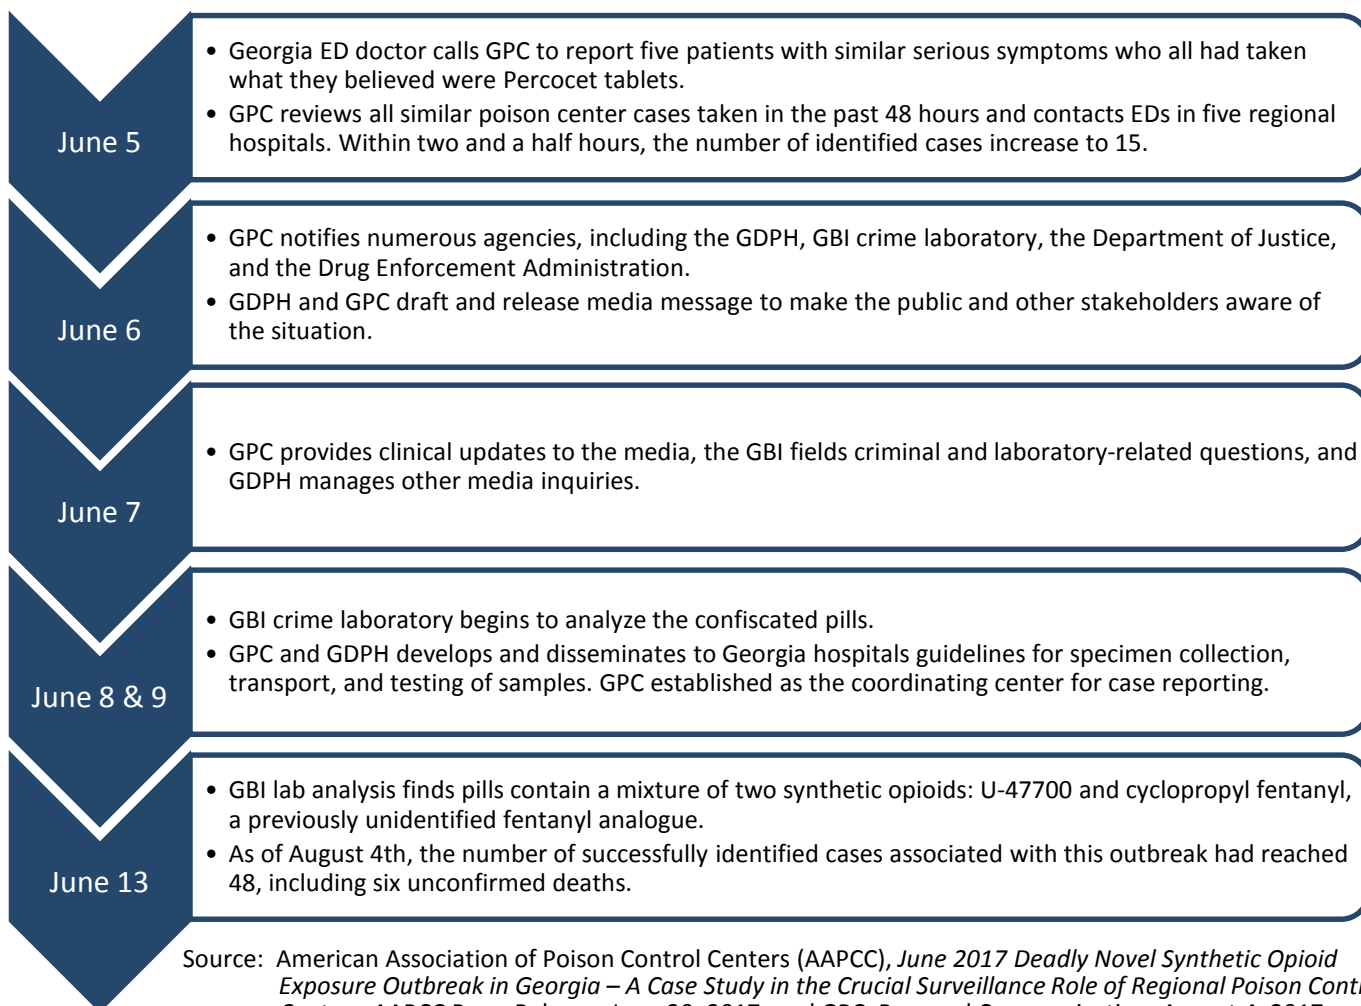 June 5
• Georgia ED doctor calls GPC to report five patients with similar serious symptoms who all had taken
what they believed were Percocet tablets.
• GPC reviews all similar poison center cases taken in the past 48 hours and contacts EDs in five regional
hospitals. Within two and a half hours, the number of identified cases increase to 15.
June 6
• GPC notifies numerous agencies, including the GDPH, GBI crime laboratory, the Department of Justice,
and the Drug Enforcement Administration.
• GDPH and GPC draft and release media message to make the public and other stakeholders aware of
the situation.
June 7
• GPC provides clinical updates to the media, the GBI fields criminal and laboratory-related questions, and
GDPH manages other media inquiries.
June 8 & 9
• GBI crime laboratory begins to analyze the confiscated pills.
• GPC and GDPH develops and disseminates to Georgia hospitals guidelines for specimen collection,
transport, and testing of samples. GPC established as the coordinating center for case reporting.
June 13
• GBI lab analysis finds pills contain a mixture of two synthetic opioids: U-47700 and cyclopropyl fentanyl,
a previously unidentified fentanyl analogue.
• As of August 4th, the number of successfully identified cases associated with this outbreak had reached
48, including six unconfirmed deaths.
Source: American Association of Poison Control Centers (AAPCC), June 2017 Deadly Novel Synthetic Opioid
Exposure Outbreak in Georgia – A Case Study in the Crucial Surveillance Role of Regional Poison Cont